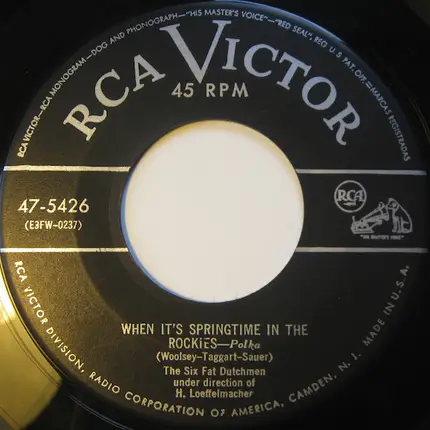 RCA VICTOR—RCA MONOGRAM—DOG AND PHONOGRAPH—"HIS MASTER'S VOICE"—"RED SEAL", REG U S PAT. OFF.—MARCAS REGISTRADAS
RCA VICTOR
45 RPM
47-5426
(E3FW-0237)
RCA
"HIS MASTER'S VOICE"
WHEN IT'S SPRINGTIME IN THE
ROCKIES—Polka
(Woolsey-Taggart-Sauer)
The Six Fat Dutchmen
under direction of
H. Loeffelmacher
RCA VICTOR DIVISION, RADIO CORPORATION OF AMERICA, CAMDEN, N. J. MADE IN U.S.A.